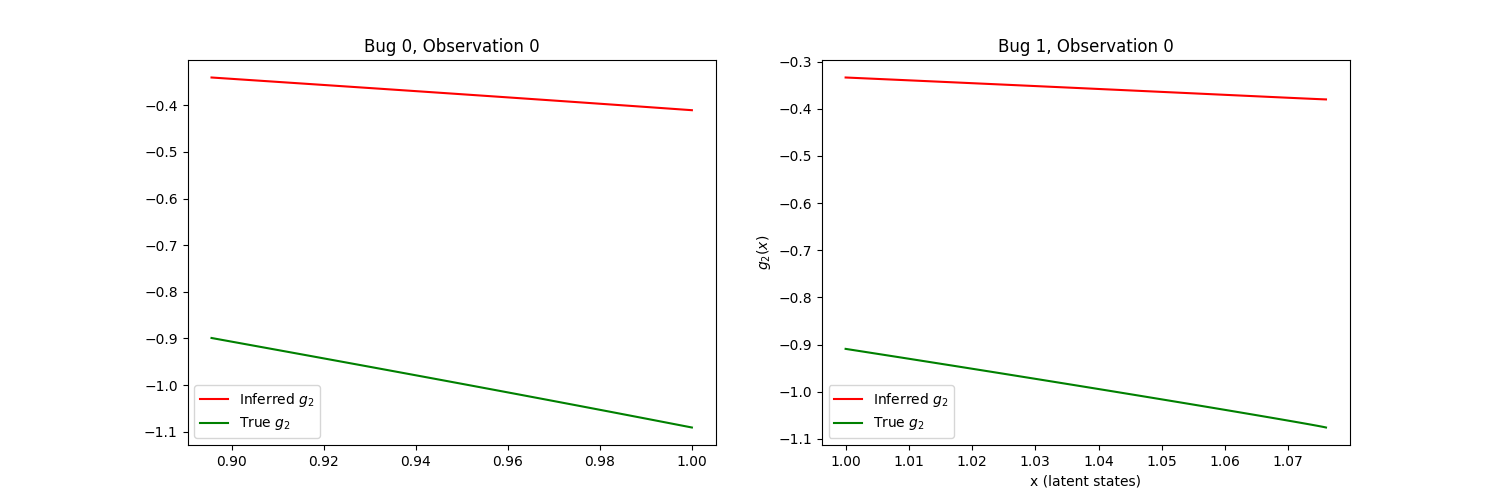 Bug 0, Observation 0
−0.4
−0.5
−0.6
−0.7
−0.8
−0.9
−1.0
−1.1
0.90 0.92 0.94 0.96 0.98 1.00
Inferred g₂
True g₂
Bug 1, Observation 0
g₂(x)
−0.3
−0.4
−0.5
−0.6
−0.7
−0.8
−0.9
−1.0
−1.1
1.00 1.01 1.02 1.03 1.04 1.05 1.06 1.07
x (latent states)
Inferred g₂
True g₂